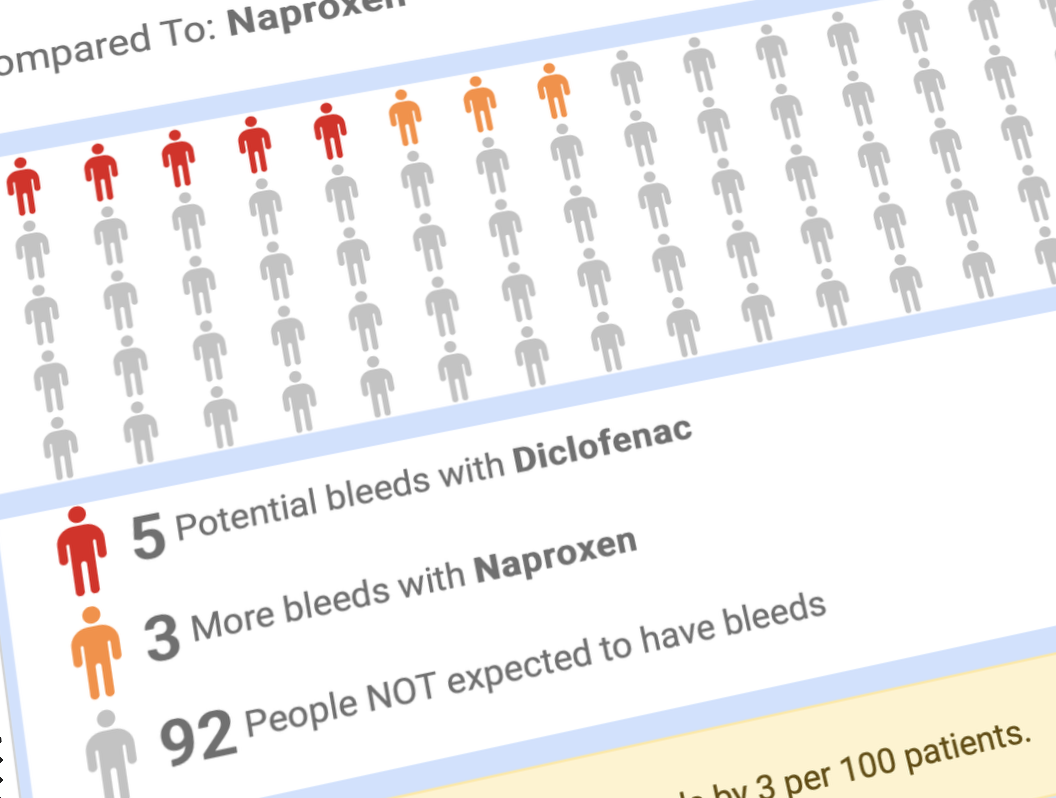 ompared To: Naproxen
5 Potential bleeds with Diclofenac
3 More bleeds with Naproxen
92 People NOT expected to have bleeds
by 3 per 100 patients.